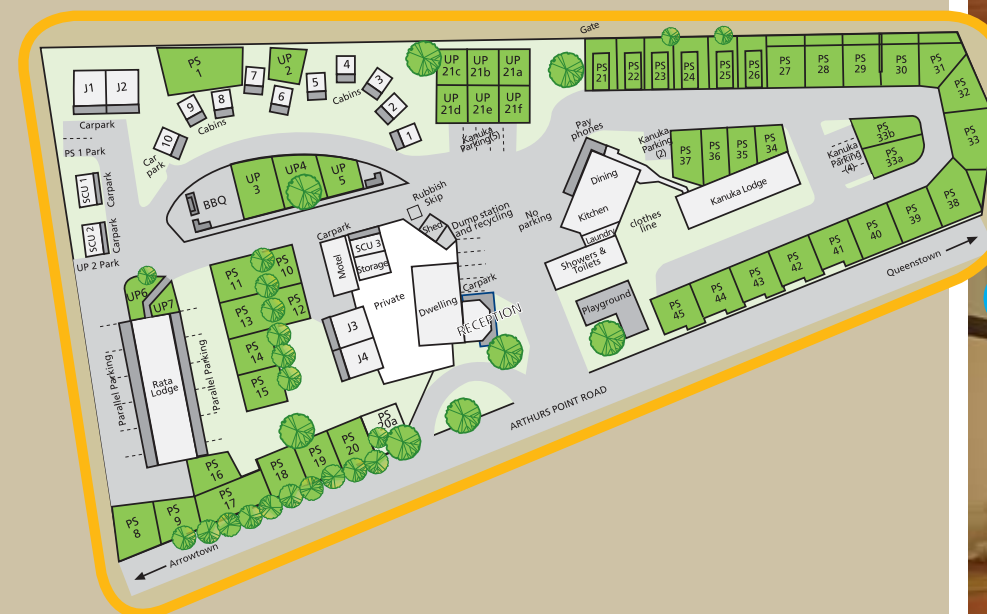 Gate
PS
1
UP
2
J1
J2
Carpark
PS 1 Park
7
6
5
4
3
2
1
8
9
10
Cabins
Cabins
Car
park
UP
21c
UP
21b
UP
21a
UP
21d
UP
21e
UP
21f
Kanuka
Parking(5)
PS
21
PS
22
PS
23
PS
24
PS
25
PS
26
PS
27
PS
28
PS
29
PS
30
PS
31
PS
32
PS
33
Pay
phones
Kanuka
Parking
(2)
PS
37
PS
36
PS
35
PS
34
Kanuka
Parking
(4)
PS
33b
PS
33a
Dining
Kitchen
Laundry
Showers &
Toilets
Kanuka Lodge
clothes
line
No
parking
SCU 1
Carpark
SCU 2
Carpark
UP 2 Park
BBQ
UP
3
UP4
UP
5
Rubbish
Skip
Shed
Dump station
and recycling
Carpark
Motel
SCU 3
Storage
Private
Dwelling
Carpark
RECEPTION
J3
J4
UP6
UP7
PS
10
PS
11
PS
12
PS
13
PS
14
PS
15
Parallel Parking
Rata
Lodge
Parallel Parking
Playground
PS
38
PS
39
PS
40
PS
41
PS
42
PS
43
PS
44
PS
45
Queenstown
ARTHURS POINT ROAD
PS
20a
PS
20
PS
19
PS
18
PS
17
PS
16
PS
9
PS
8
Arrowtown